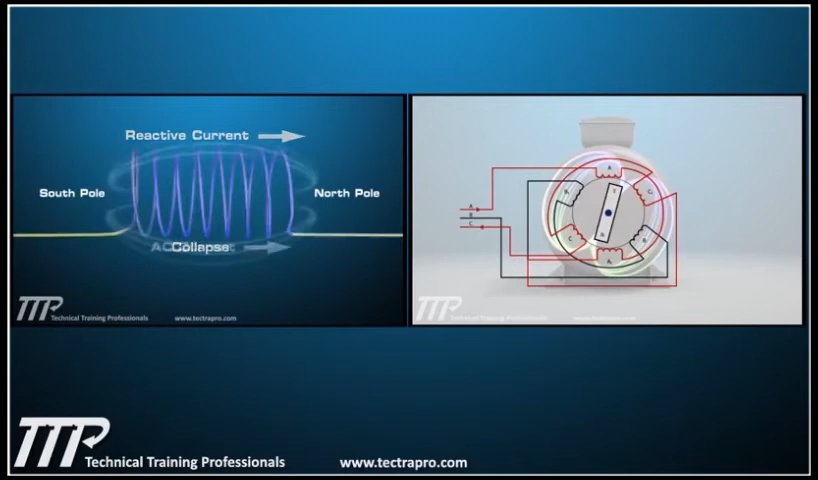 Reactive Current
South Pole
North Pole
Collapse
TTP
Technical Training Professionals
www.tectrapro.com
A
B
C
TTP
Technical Training Professionals
TTP
Technical Training Professionals
www.tectrapro.com